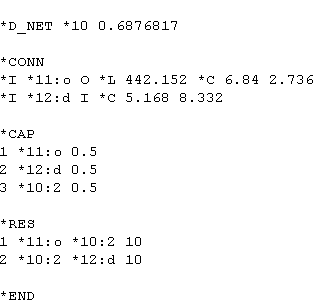 *D_NET *10 0.6876817
*CONN
*I *11:o O *L 442.152 *C 6.84 2.736
*I *12:d I *C 5.168 8.332
*CAP
1 *11:o 0.5
2 *12:d 0.5
3 *10:2 0.5
*RES
1 *11:o *10:2 10
2 *10:2 *12:d 10
*END